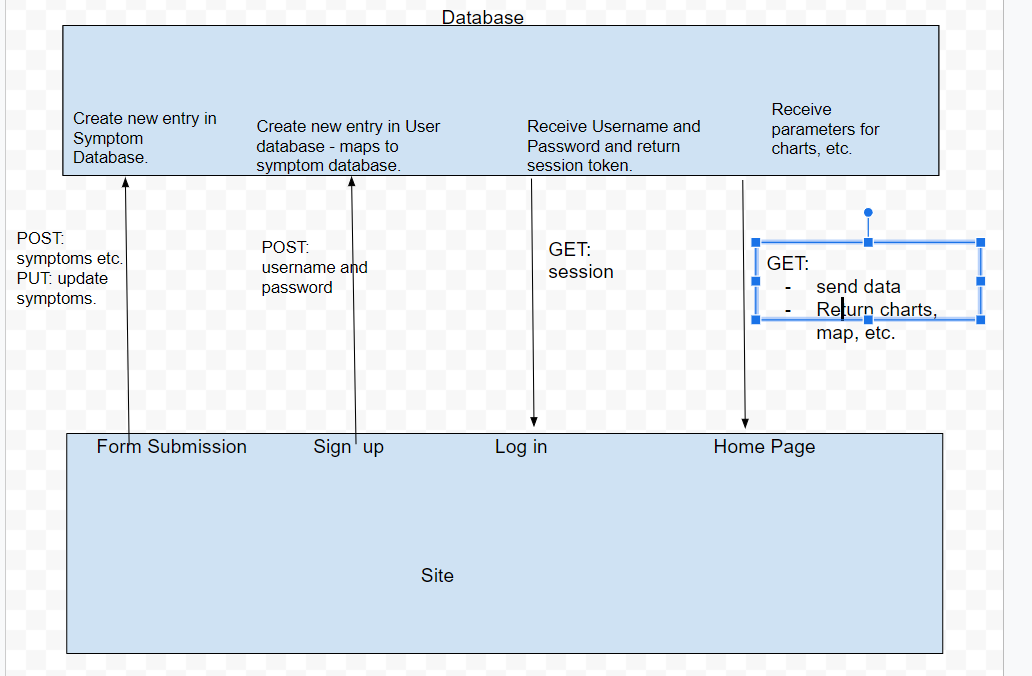 Database
Create new entry in
Symptom
Database.
Create new entry in User
database - maps to
symptom database.
Receive Username and
Password and return
session token.
Receive
parameters for
charts, etc.
POST:
symptoms etc.
PUT: update
symptoms.
POST:
username and
password
GET:
session
GET:
- send data
- Return charts,
map, etc.
Form Submission
Sign up
Log in
Home Page
Site